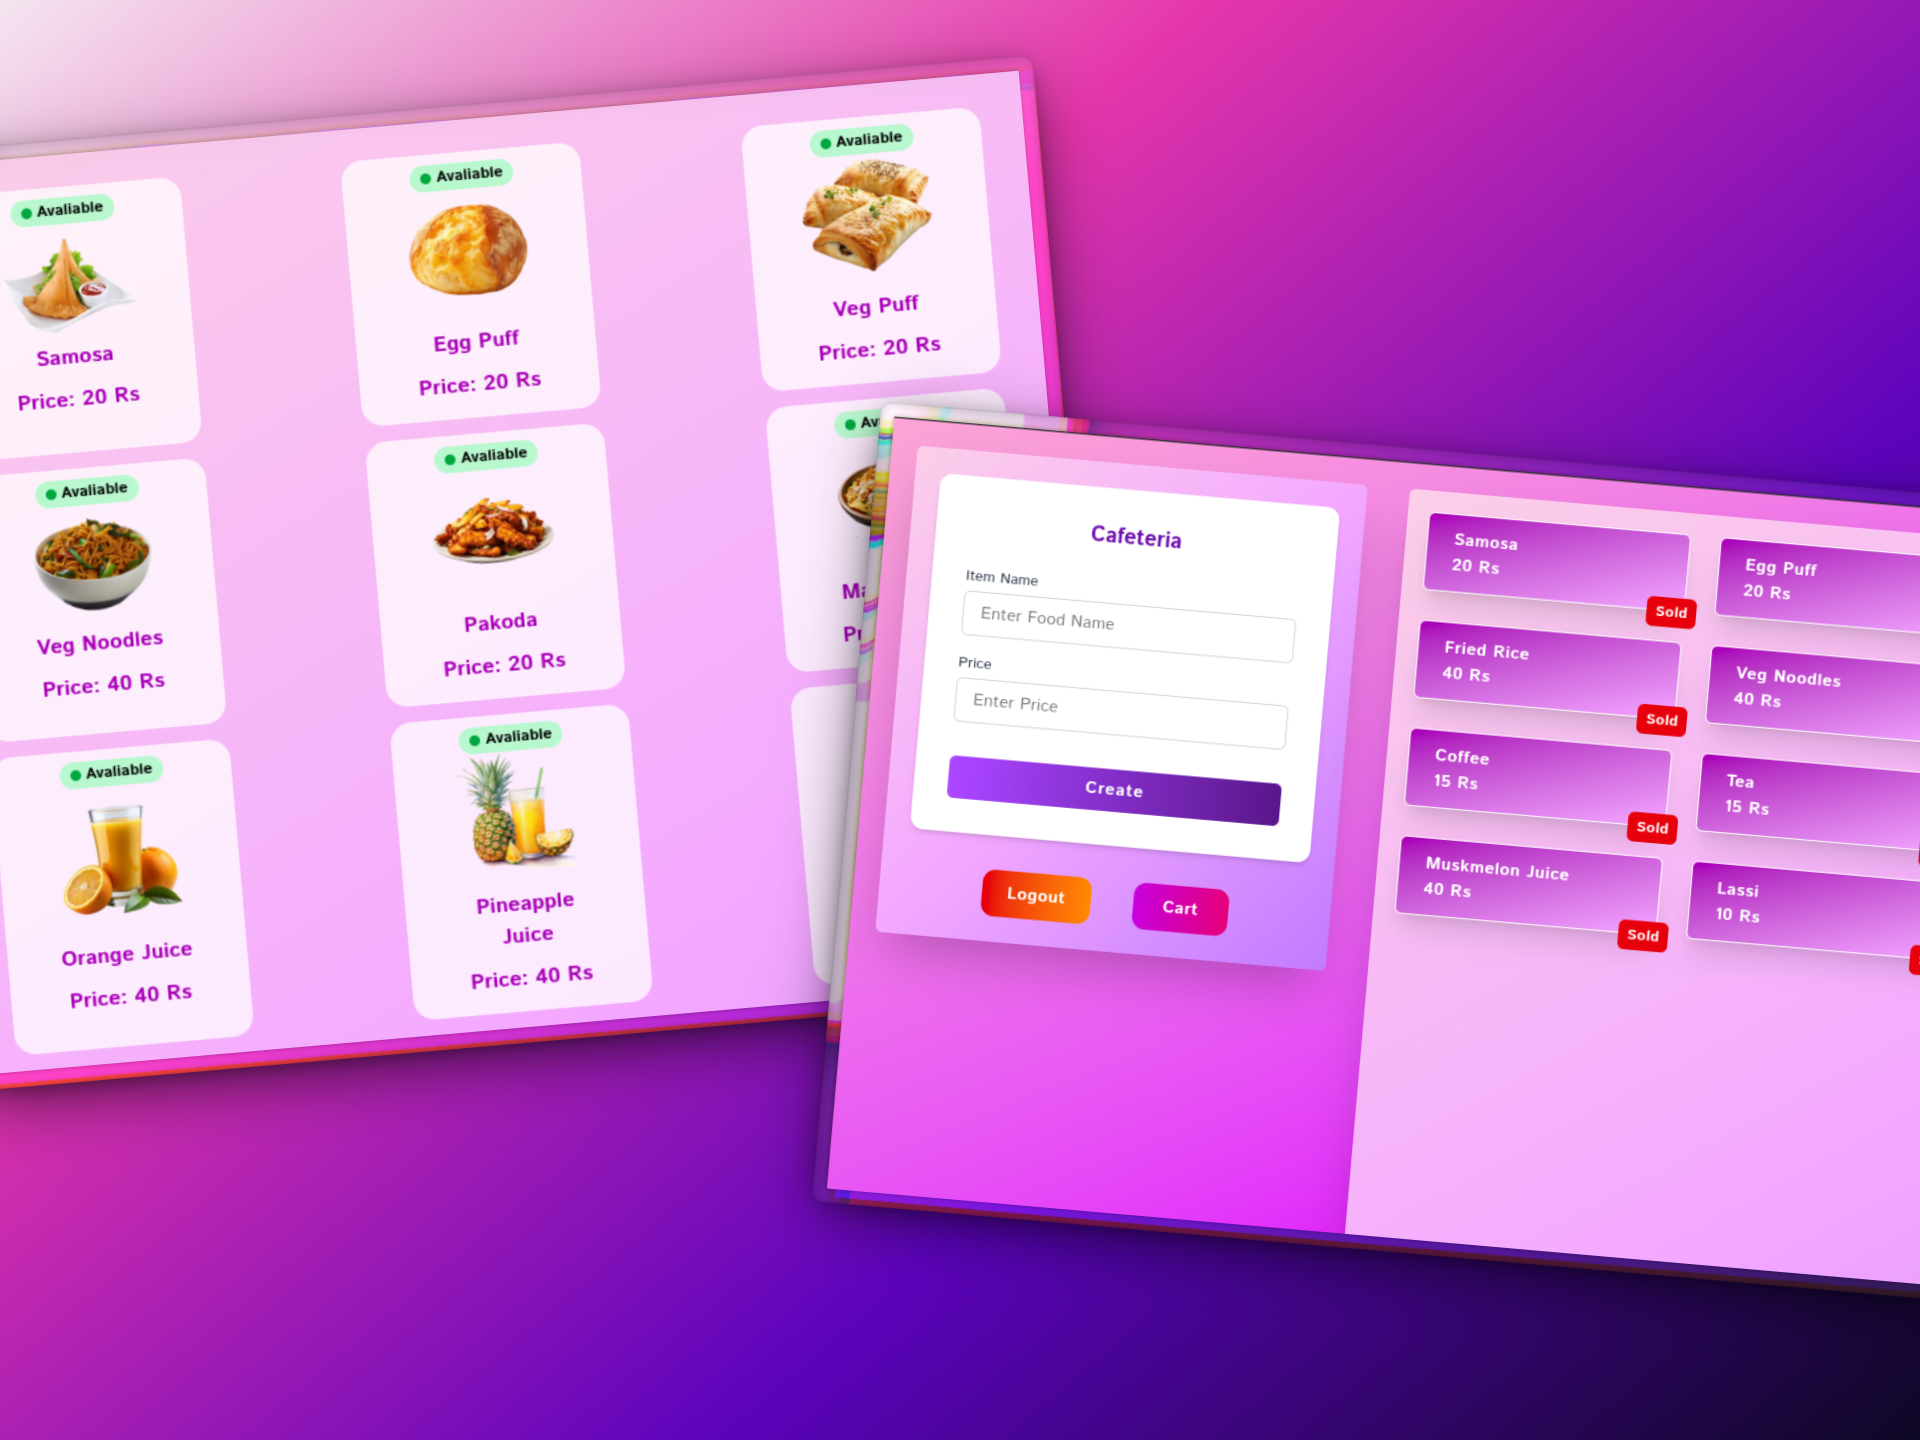 Avaliable
Samosa
Price: 20 Rs
Avaliable
Egg Puff
Price: 20 Rs
Avaliable
Veg Puff
Price: 20 Rs
Avaliable
Veg Noodles
Price: 40 Rs
Avaliable
Pakoda
Price: 20 Rs
Avaliable
Orange Juice
Price: 40 Rs
Avaliable
Pineapple
Juice
Price: 40 Rs
Cafeteria
Item Name
Enter Food Name
Price
Enter Price
Create
Logout
Cart
Samosa
20 Rs
Sold
Egg Puff
20 Rs
Fried Rice
40 Rs
Sold
Veg Noodles
40 Rs
Coffee
15 Rs
Sold
Tea
15 Rs
Muskmelon Juice
40 Rs
Sold
Lassi
10 Rs